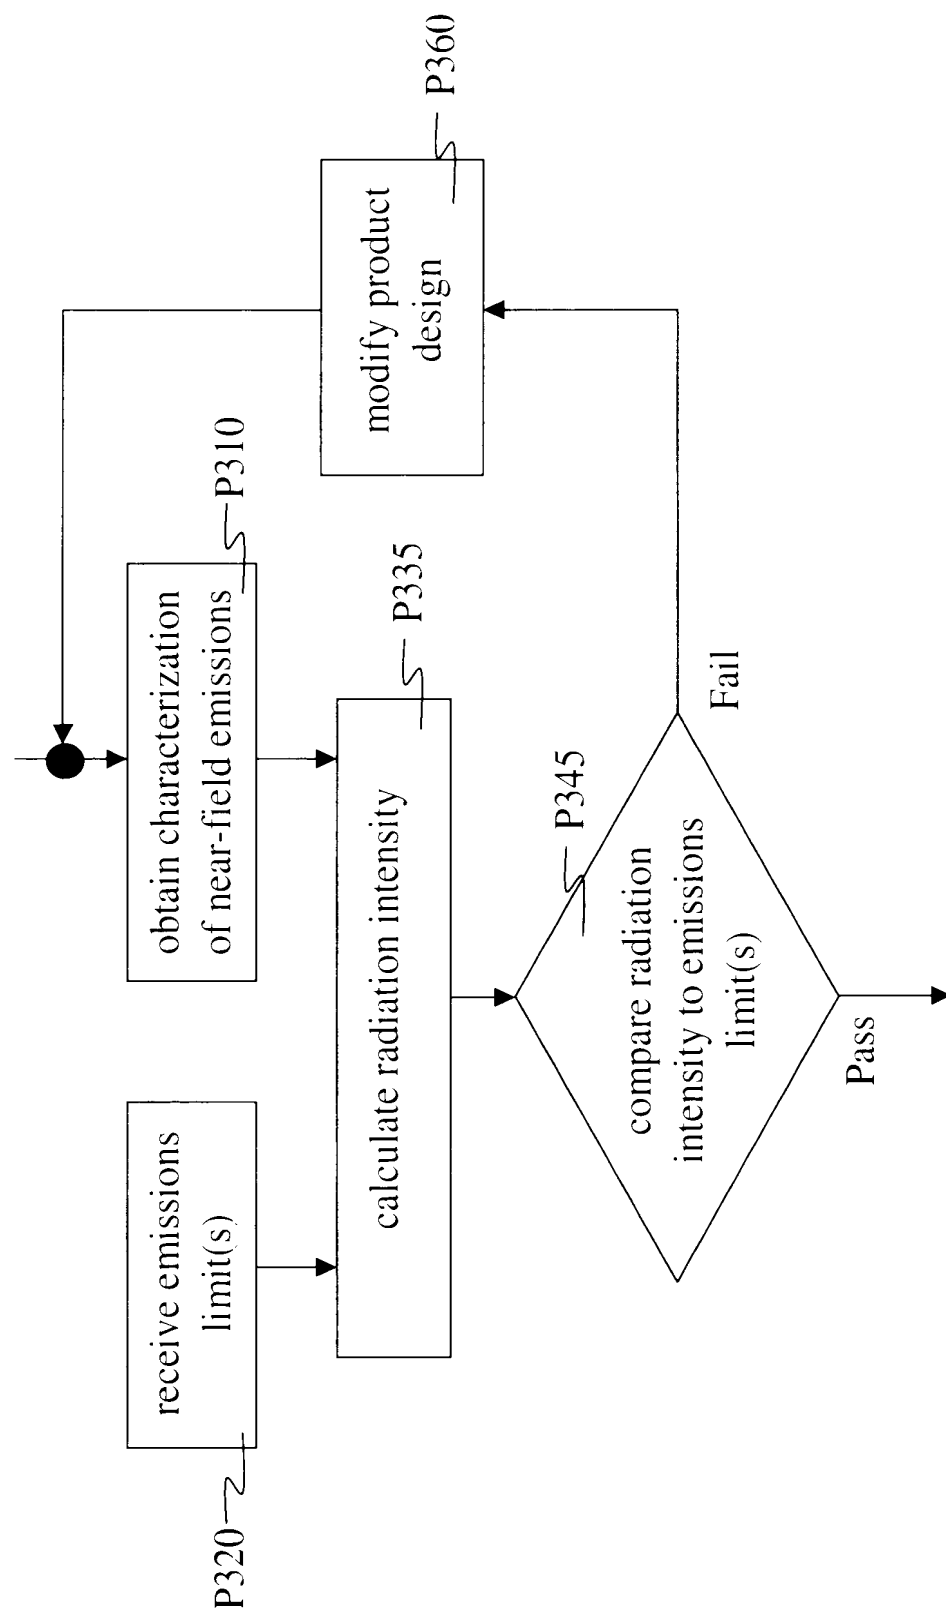 receive emissions
limit(s)
P320
obtain characterization
of near-field emissions
P310
calculate radiation intensity
P335
compare radiation
intensity to emissions
limit(s)
P345
Pass
Fail
modify product
design
P360